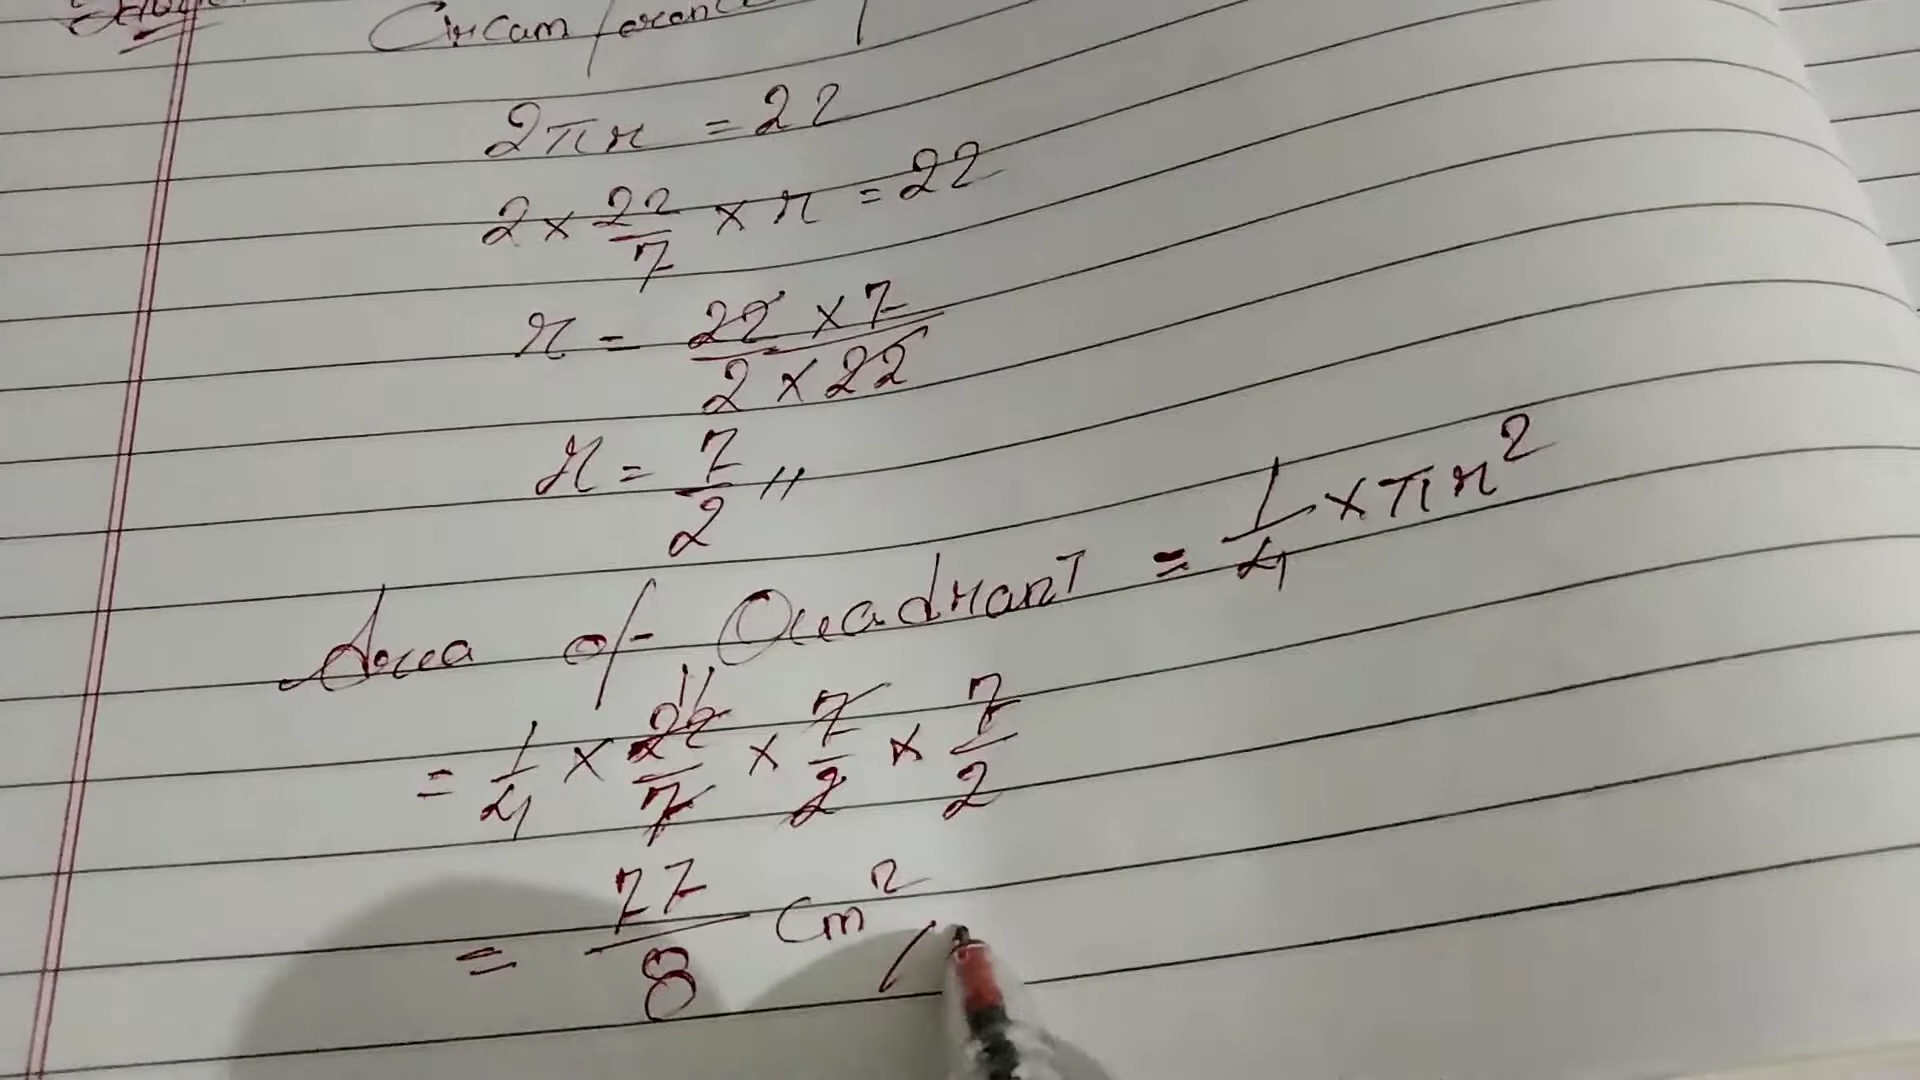 Circumference
2πr = 22
2 × 22/7 × r = 22
r = 22 × 7 / 2 × 22
r = 7/2 //
Area of Quadrant = 1/4 × πr²
= 1/4 × 22/7 × 7/2 × 7/2 11
= 77/8 cm² /